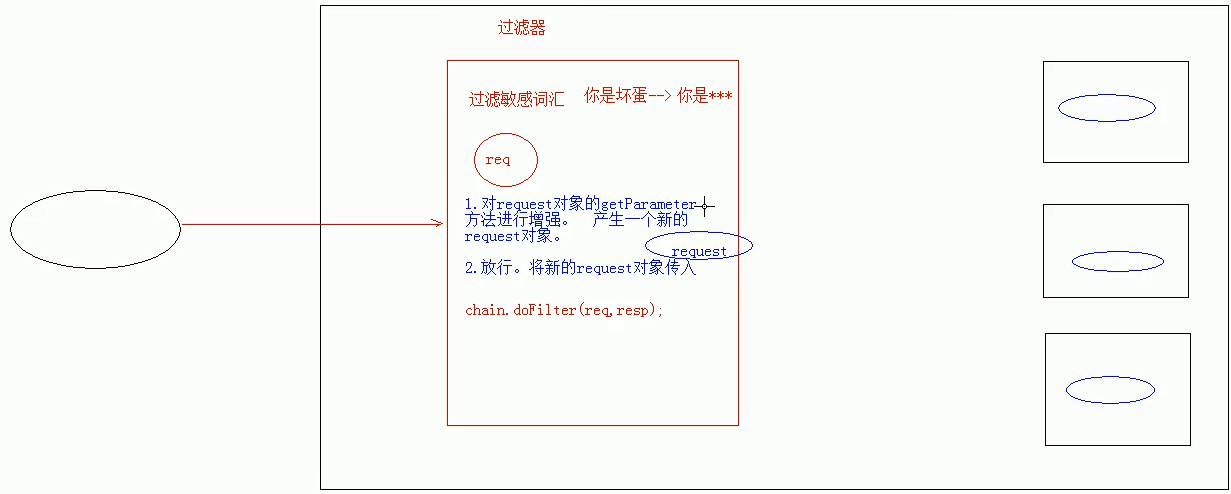 过滤器
过滤敏感词汇 你是坏蛋--> 你是***
req
1.对request对象的getParameter
方法进行增强。 产生一个新的
request对象。
request
2.放行。将新的request对象传入
chain.doFilter(req,resp);